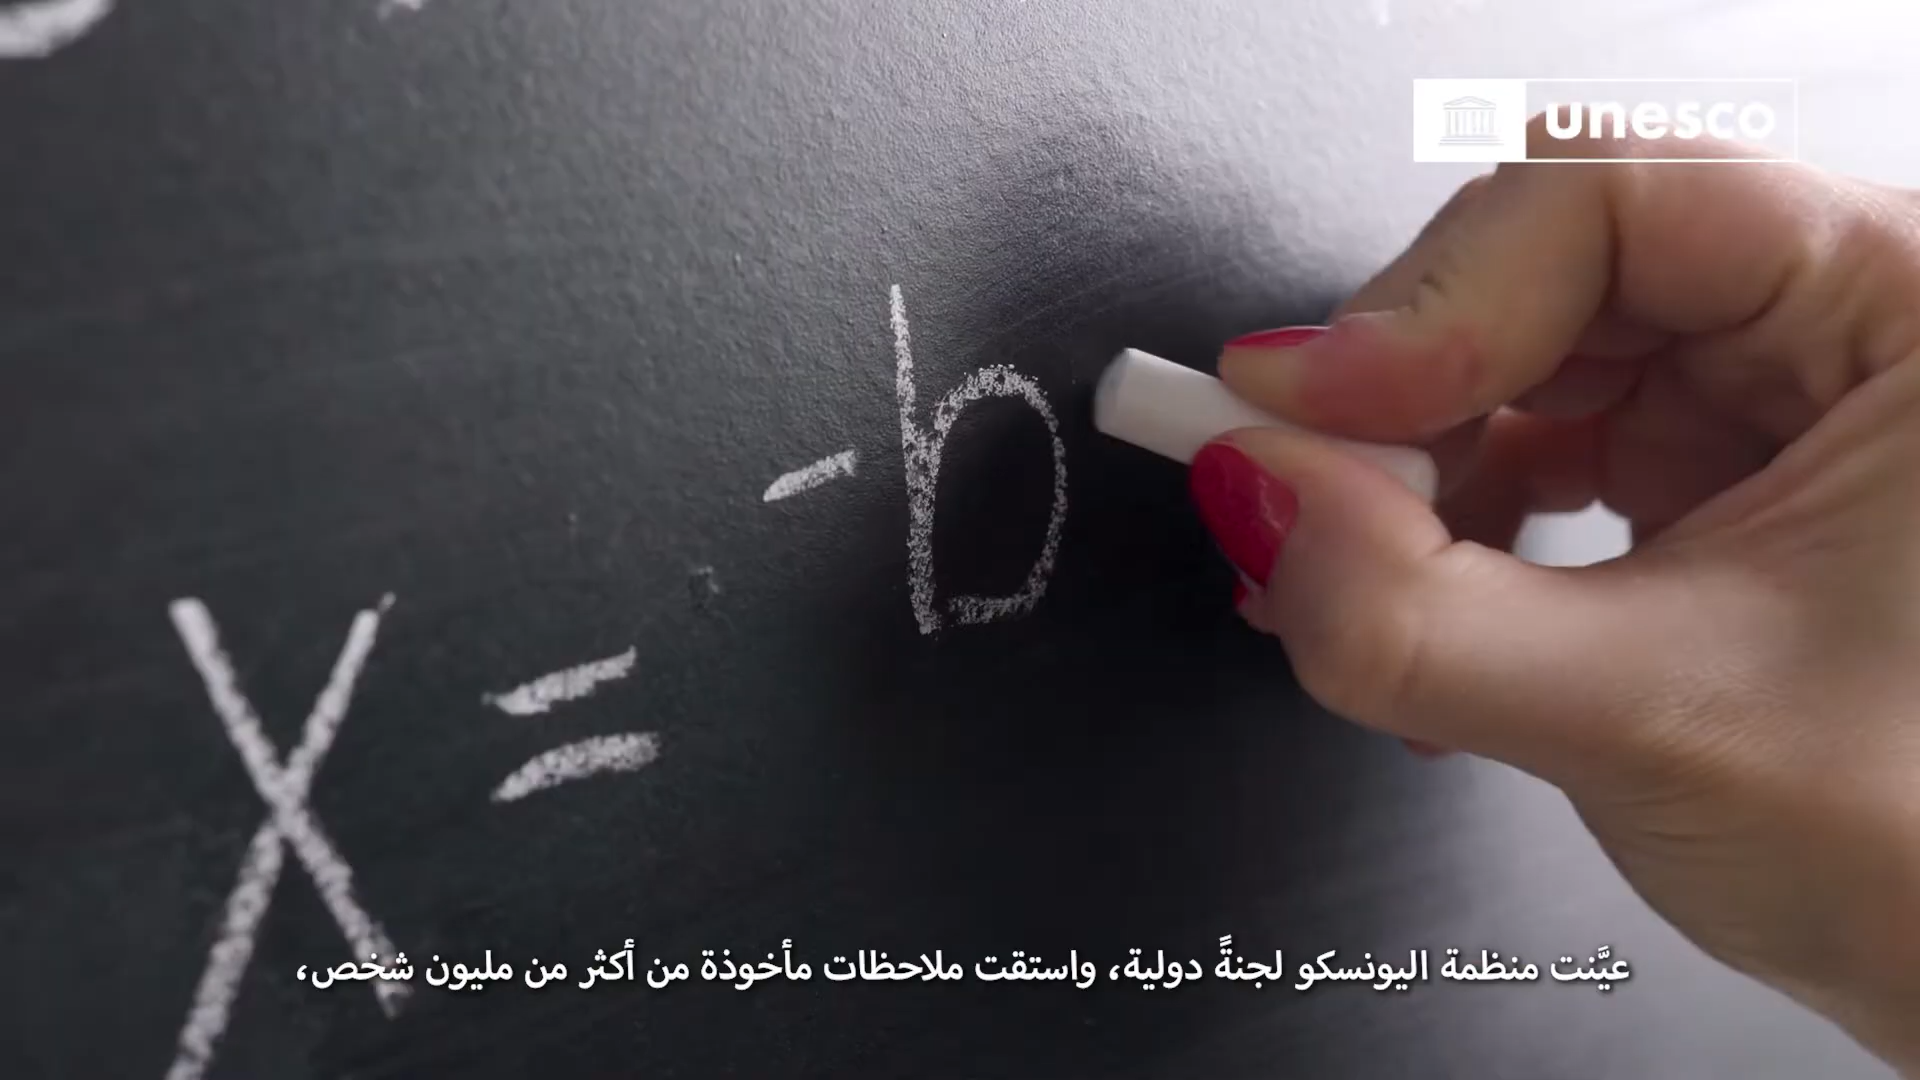 unesco
x = - b
عيَّنت منظمة اليونسكو لجنةً دولية، واستقت ملاحظات مأخوذة من أكثر من مليون شخص،